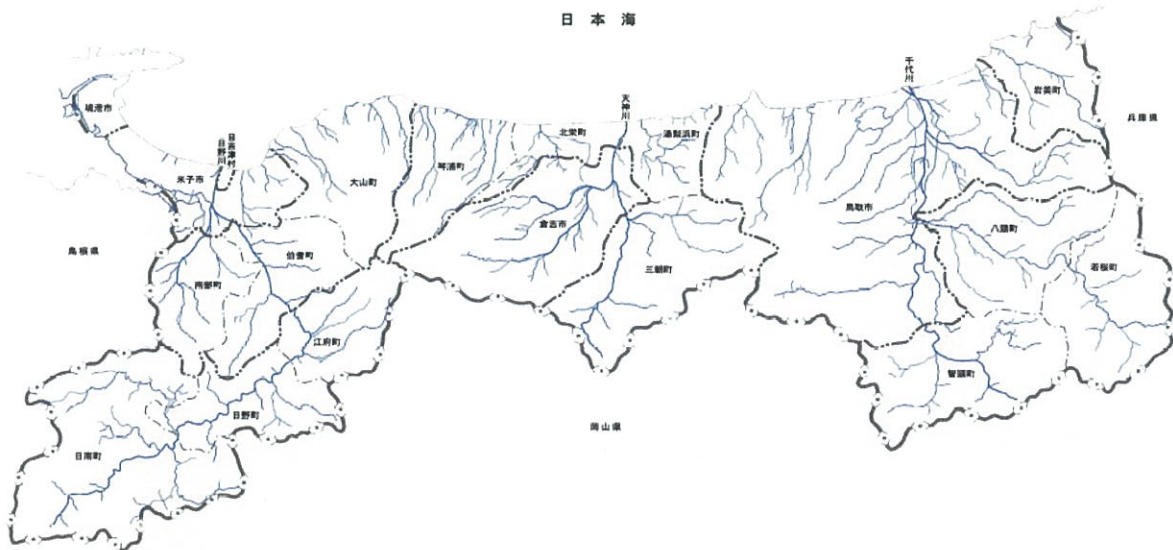 日本海
千代川
岩美町
兵庫県
境港市
天神川
北栄町
湯梨浜町
日吉津村
日野川
米子市
大山町
琴浦町
鳥取市
倉吉市
八頭町
島根県
伯耆町
三朝町
若桜町
南部町
江府町
智頭町
日野町
岡山県
日南町